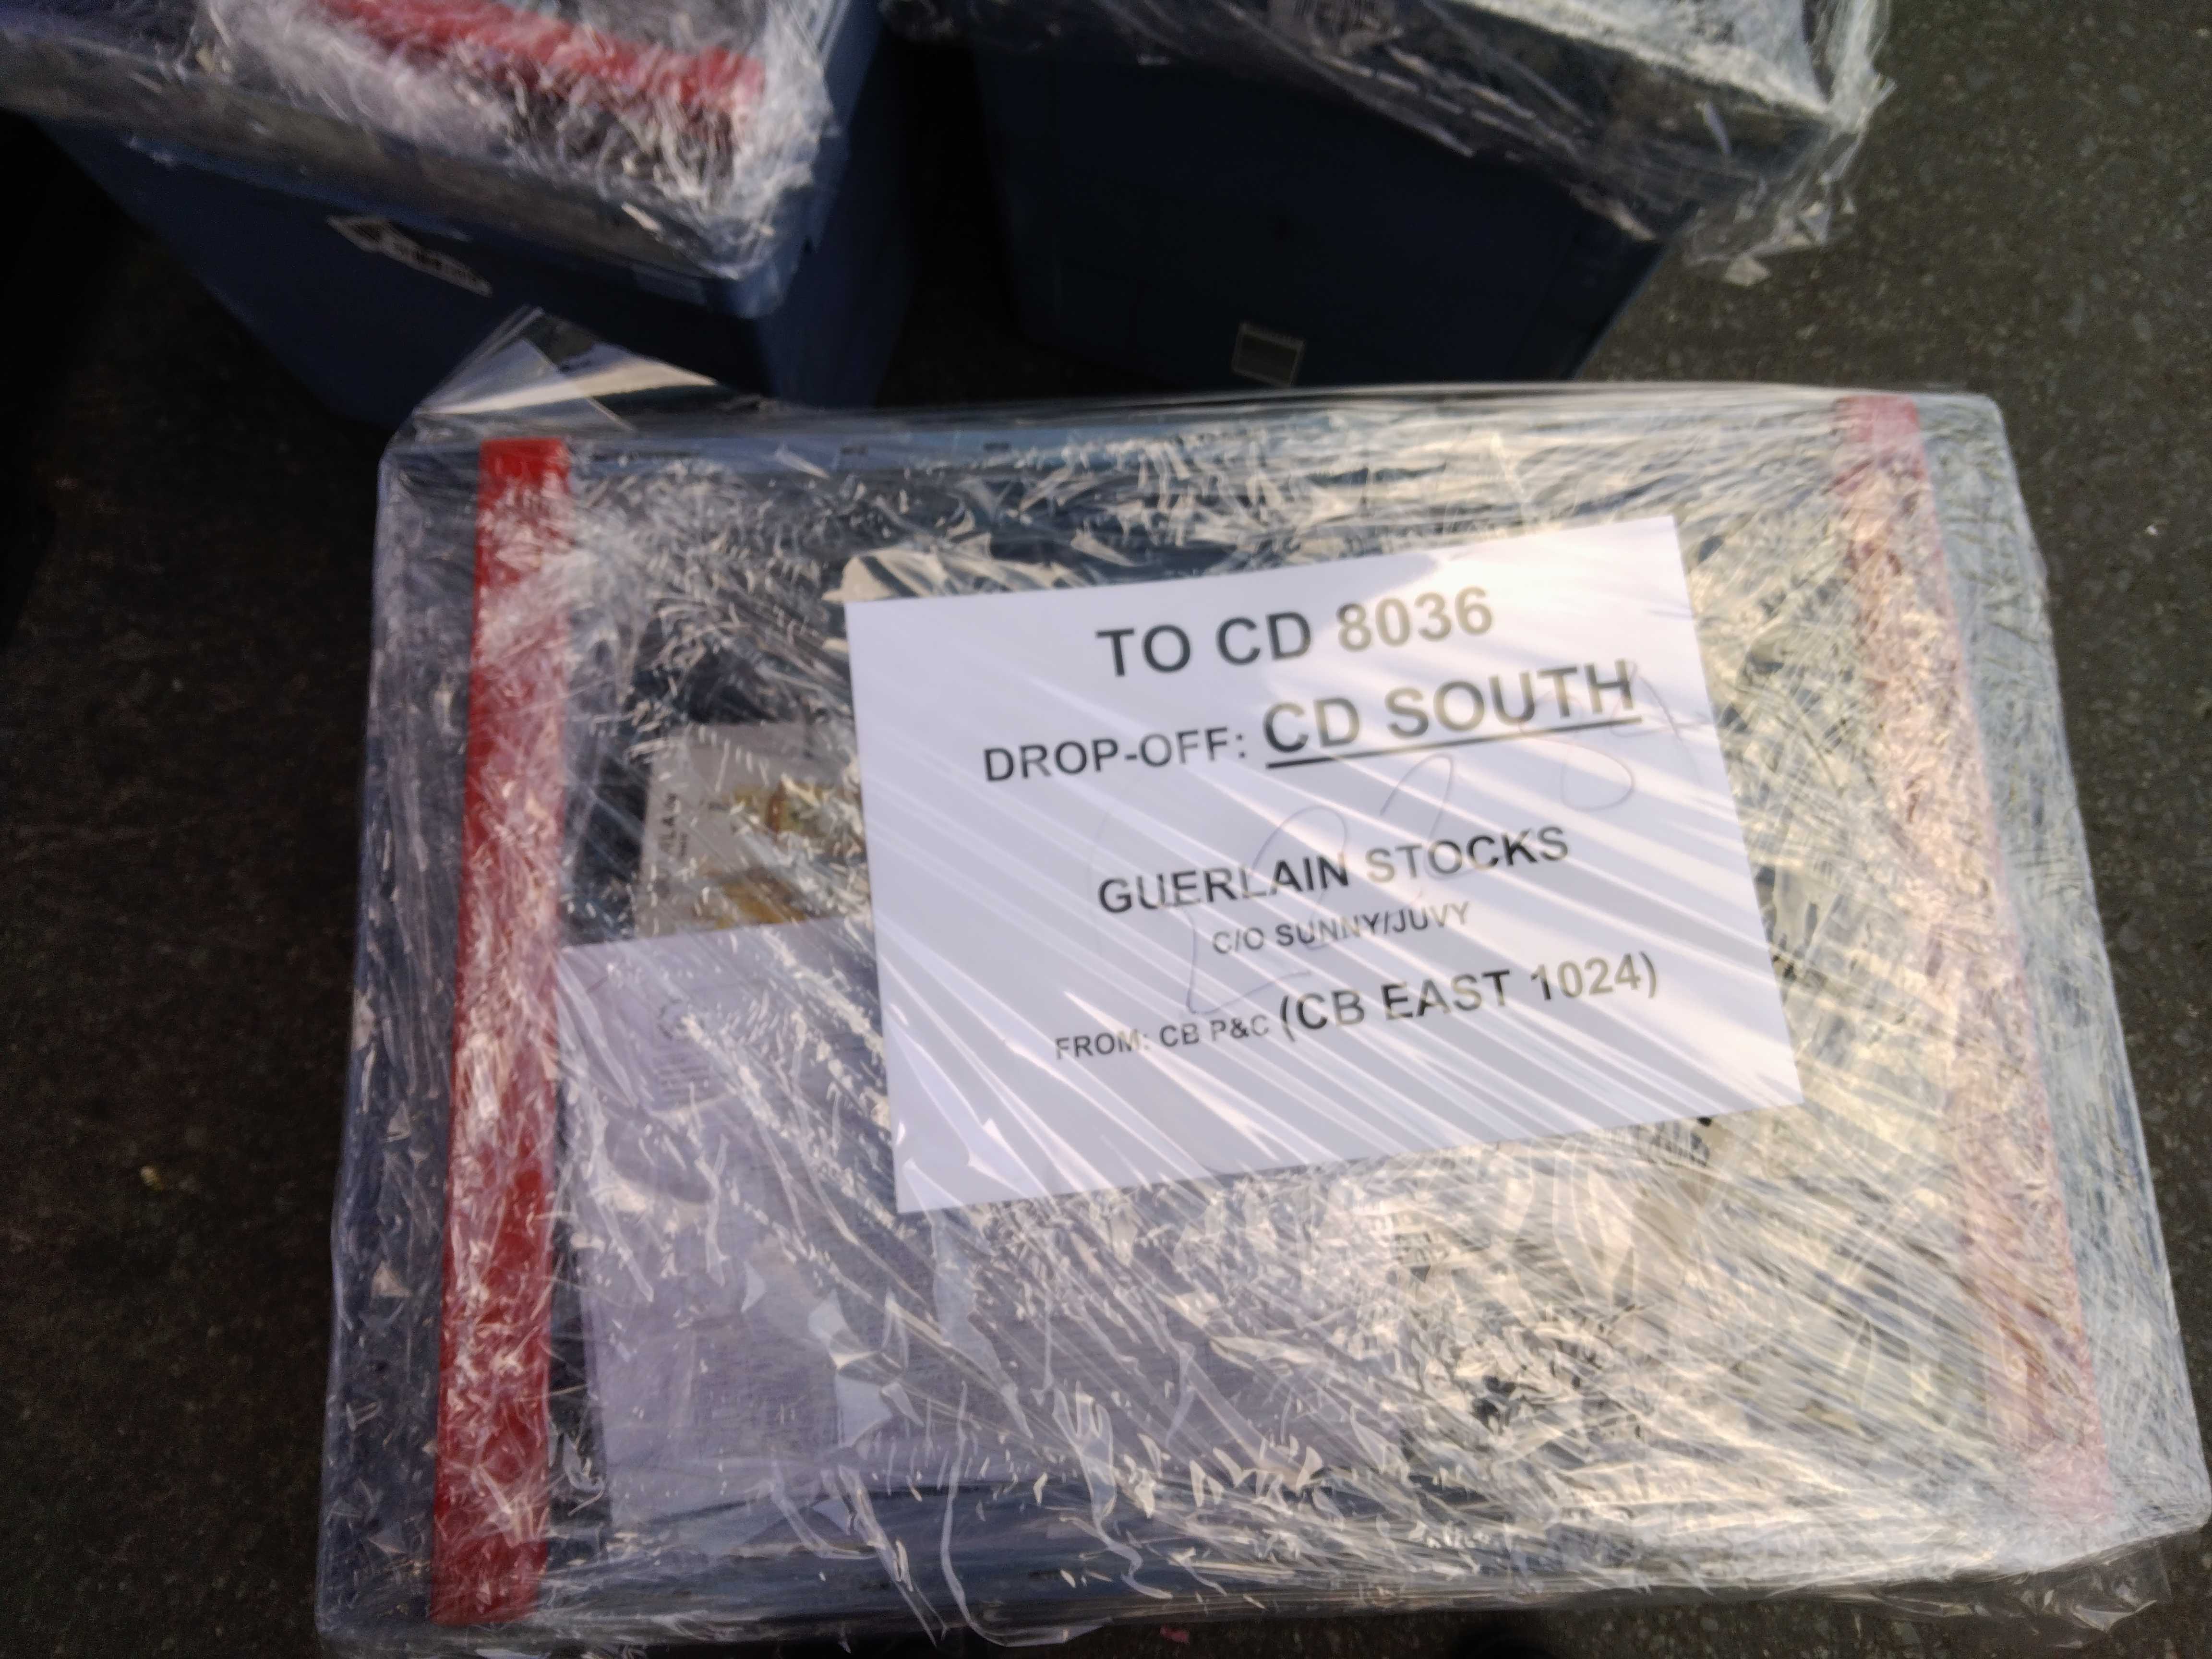 TO CD 8036
DROP-OFF: CD SOUTH
GUERLAIN STOCKS
C/O SUNNY/JUVY
FROM: CB P&C (CB EAST 1024)